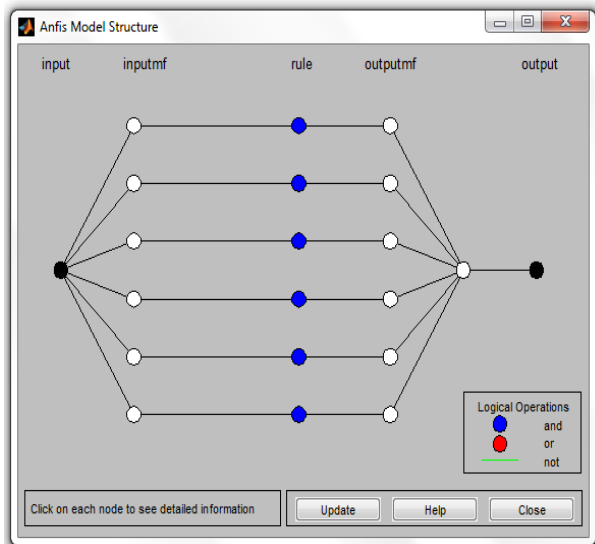 Anfis Model Structure
input inputmf rule outputmf output
Logical Operations
and
or
not
Click on each node to see detailed information
Update Help Close